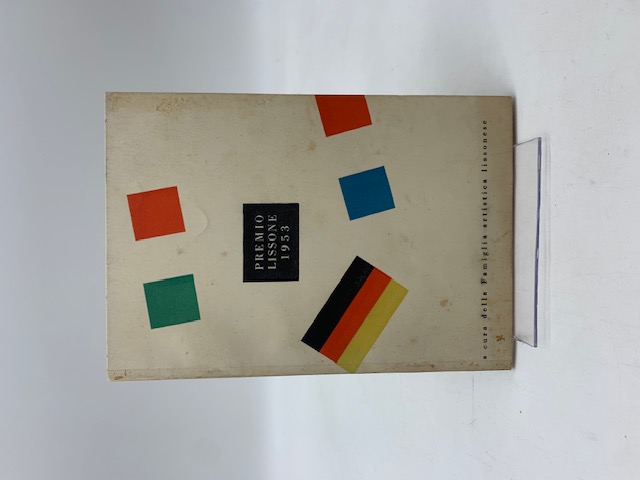 PREMIO
LISSONE
1953
a cura della Famiglia artistica lissonese